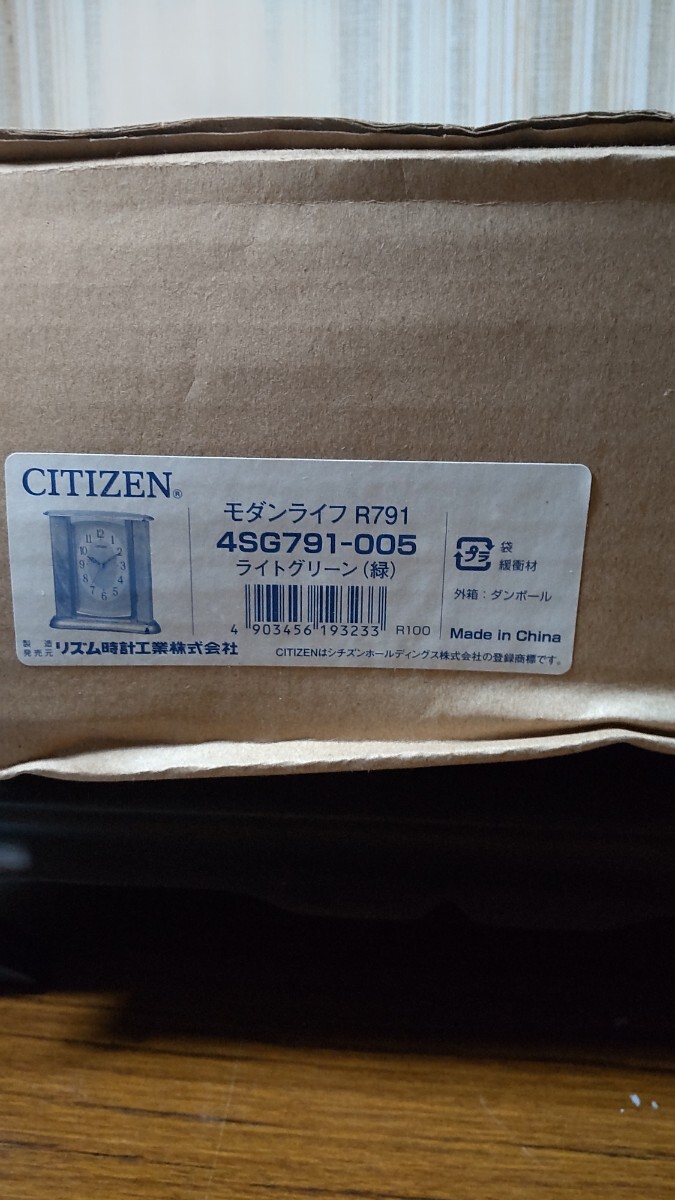 CITIZEN®
モダンライフ R791
4SG791-005
ライトグリーン(緑)
4 903456 193233 R100
プラ
袋
緩衝材
外箱:ダンボール
Made in China
製造
発売元 リズム時計工業株式会社
CITIZENはシチズンホールディングス株式会社の登録商標です。